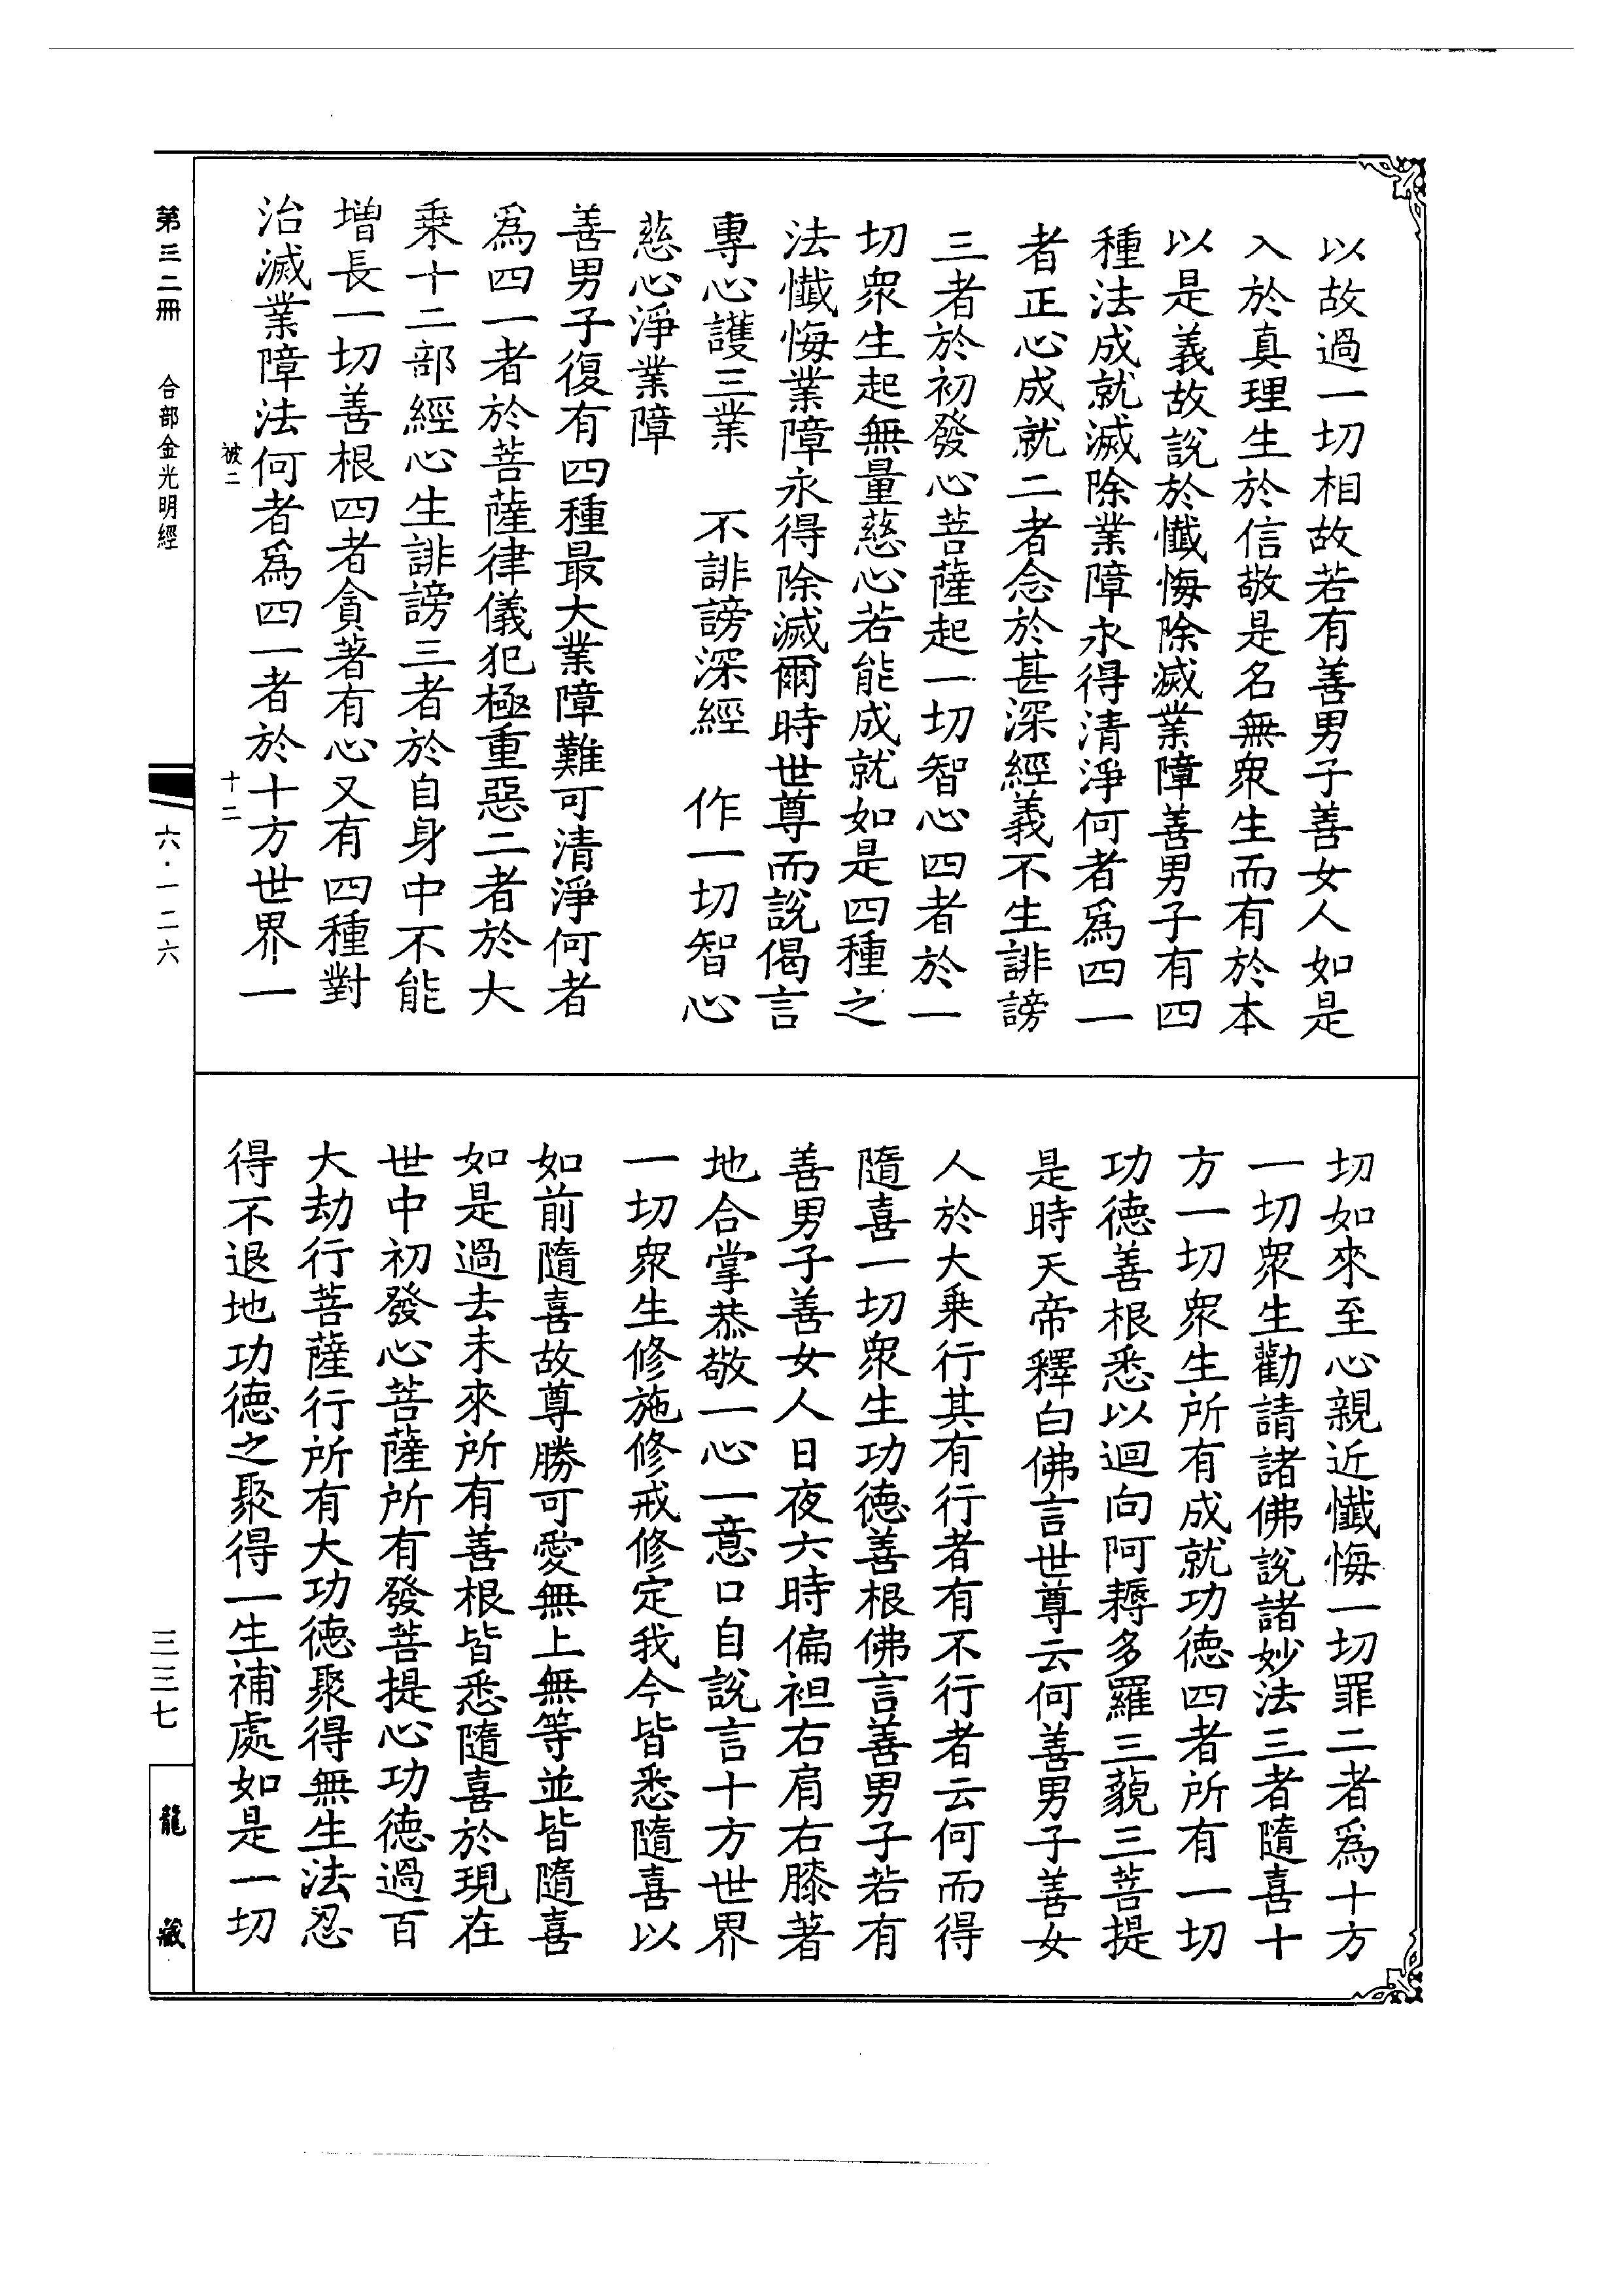 以故過一切相故若有善男子善女人如是
入於真理生於信敬是名無衆生而有於本
以是義故說於懺悔除滅業障善男子有四
種法成就滅除業障永得清淨何者爲四一
者正心成就二者念於甚深經義不生誹謗
三者於初發心菩薩起一切智心四者於一
切衆生起無量慈心若能成就如是四種之
法懺悔業障永得除滅爾時世尊而說偈言
專心護三業　不誹謗深經　作一切智心
慈心淨業障
善男子復有四種最大業障難可清淨何者
爲四一者於菩薩律儀犯極重惡二者於大
乘十二部經心生誹謗三者於自身中不能
增長一切善根四者貪著有心又有四種對
治滅業障法何者爲四一者於十方世界一
被二　十二
切如來至心親近懺悔一切罪二者爲十方
一切衆生勸請諸佛說諸妙法三者隨喜十
方一切衆生所有成就功德四者所有一切
功德善根悉以迴向阿耨多羅三藐三菩提
是時天帝釋白佛言世尊云何善男子善女
人於大乘行其有行者有不行者云何而得
隨喜一切衆生功德善根佛言善男子若有
善男子善女人日夜六時偏袒右肩右膝著
地合掌恭敬一心一意口自說言十方世界
一切衆生修施修戒修定我今皆悉隨喜以
如前隨喜故尊勝可愛無上無等並皆隨喜
如是過去未來所有善根皆悉隨喜於現在
世中初發心菩薩所有發菩提心功德過百
大劫行菩薩行所有大功德聚得無生法忍
得不退地功德之聚得一生補處如是一切
第三二冊　合部金光明經
六·一二六
三三七
龍藏